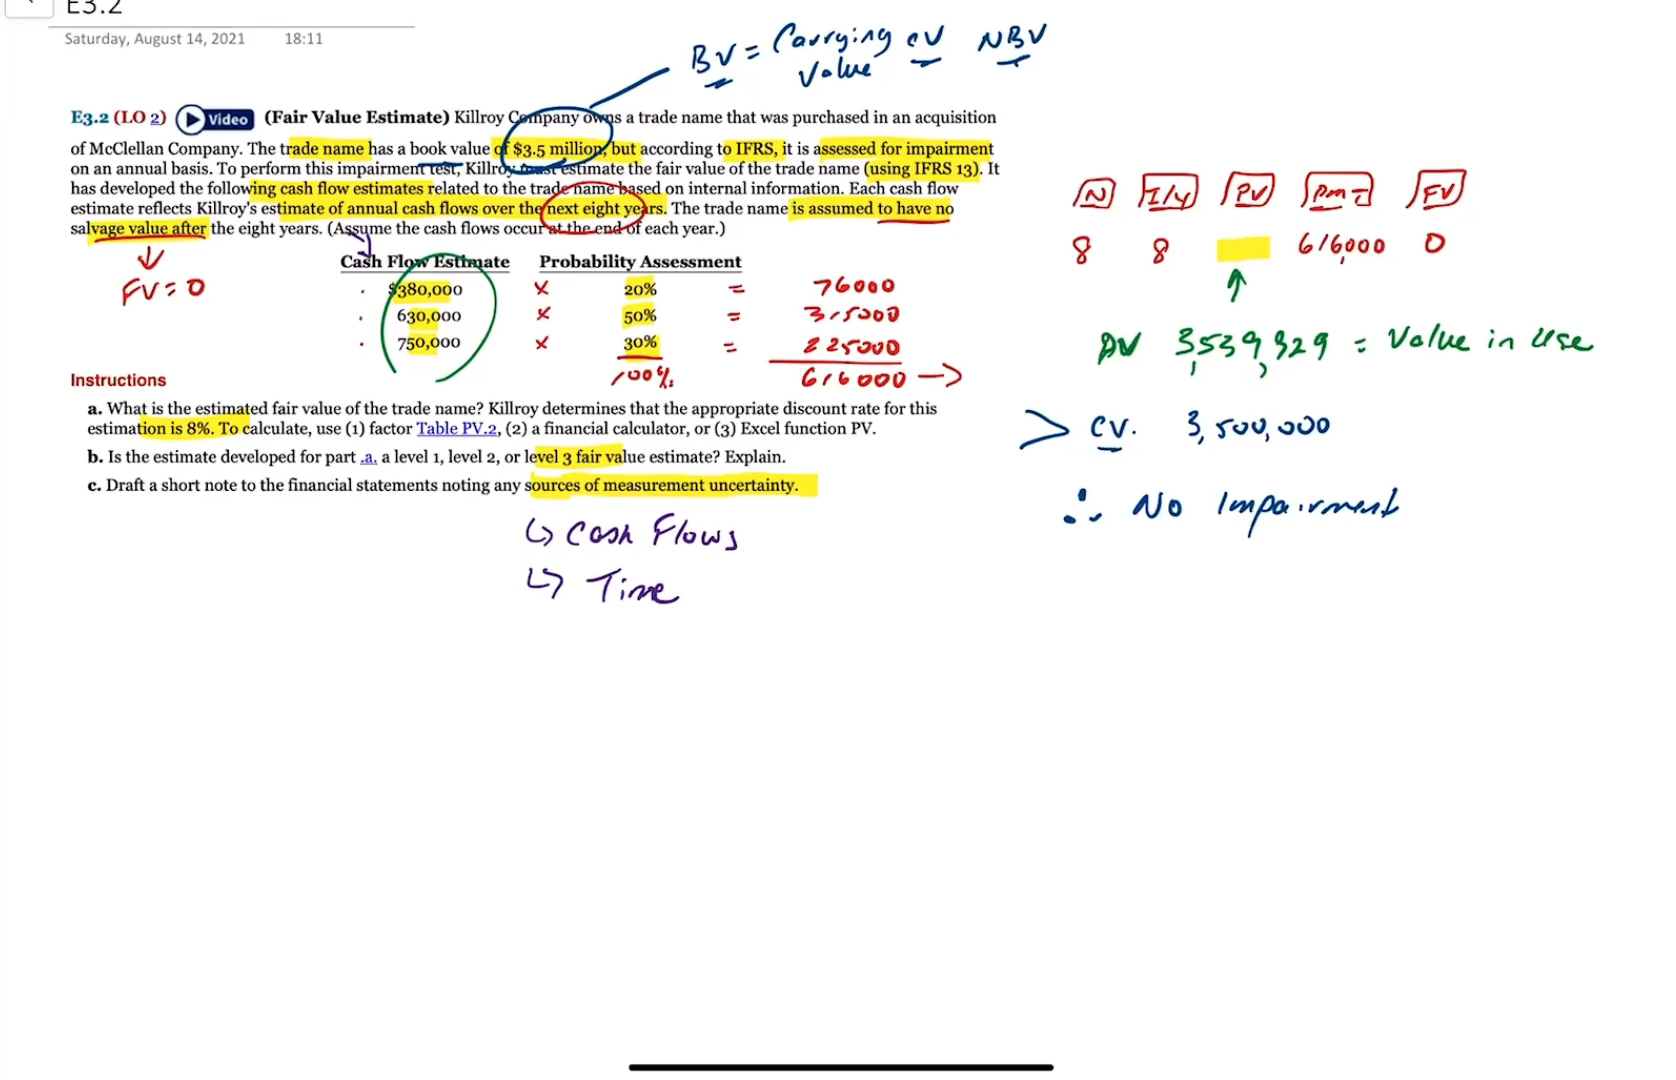 E3.2
Saturday, August 14, 2021 18:11
BV = Carrying Value CV NBV
E3.2 (LO 2) Video (Fair Value Estimate) Killroy Company owns a trade name that was purchased in an acquisition
of McClellan Company. The trade name has a book value of $3.5 million, but according to IFRS, it is assessed for impairment
on an annual basis. To perform this impairment test, Killroy must estimate the fair value of the trade name (using IFRS 13). It
has developed the following cash flow estimates related to the trade name based on internal information. Each cash flow
estimate reflects Killroy's estimate of annual cash flows over the next eight years. The trade name is assumed to have no
salvage value after the eight years. (Assume the cash flows occur at the end of each year.)
FV = 0
Cash Flow Estimate Probability Assessment
$380,000 x 20% = 76000
630,000 x 50% = 315000
750,000 x 30% = 225000
100% 616000 →
N I/Y PV PMT FV
8 8 616,000 0
PV 3,539,329 = Value in Use
> CV. 3,500,000
∴ No Impairment
Instructions
a. What is the estimated fair value of the trade name? Killroy determines that the appropriate discount rate for this
estimation is 8%. To calculate, use (1) factor Table PV.2, (2) a financial calculator, or (3) Excel function PV.
b. Is the estimate developed for part .a. a level 1, level 2, or level 3 fair value estimate? Explain.
c. Draft a short note to the financial statements noting any sources of measurement uncertainty.
↳ Cash Flows
↳ Time